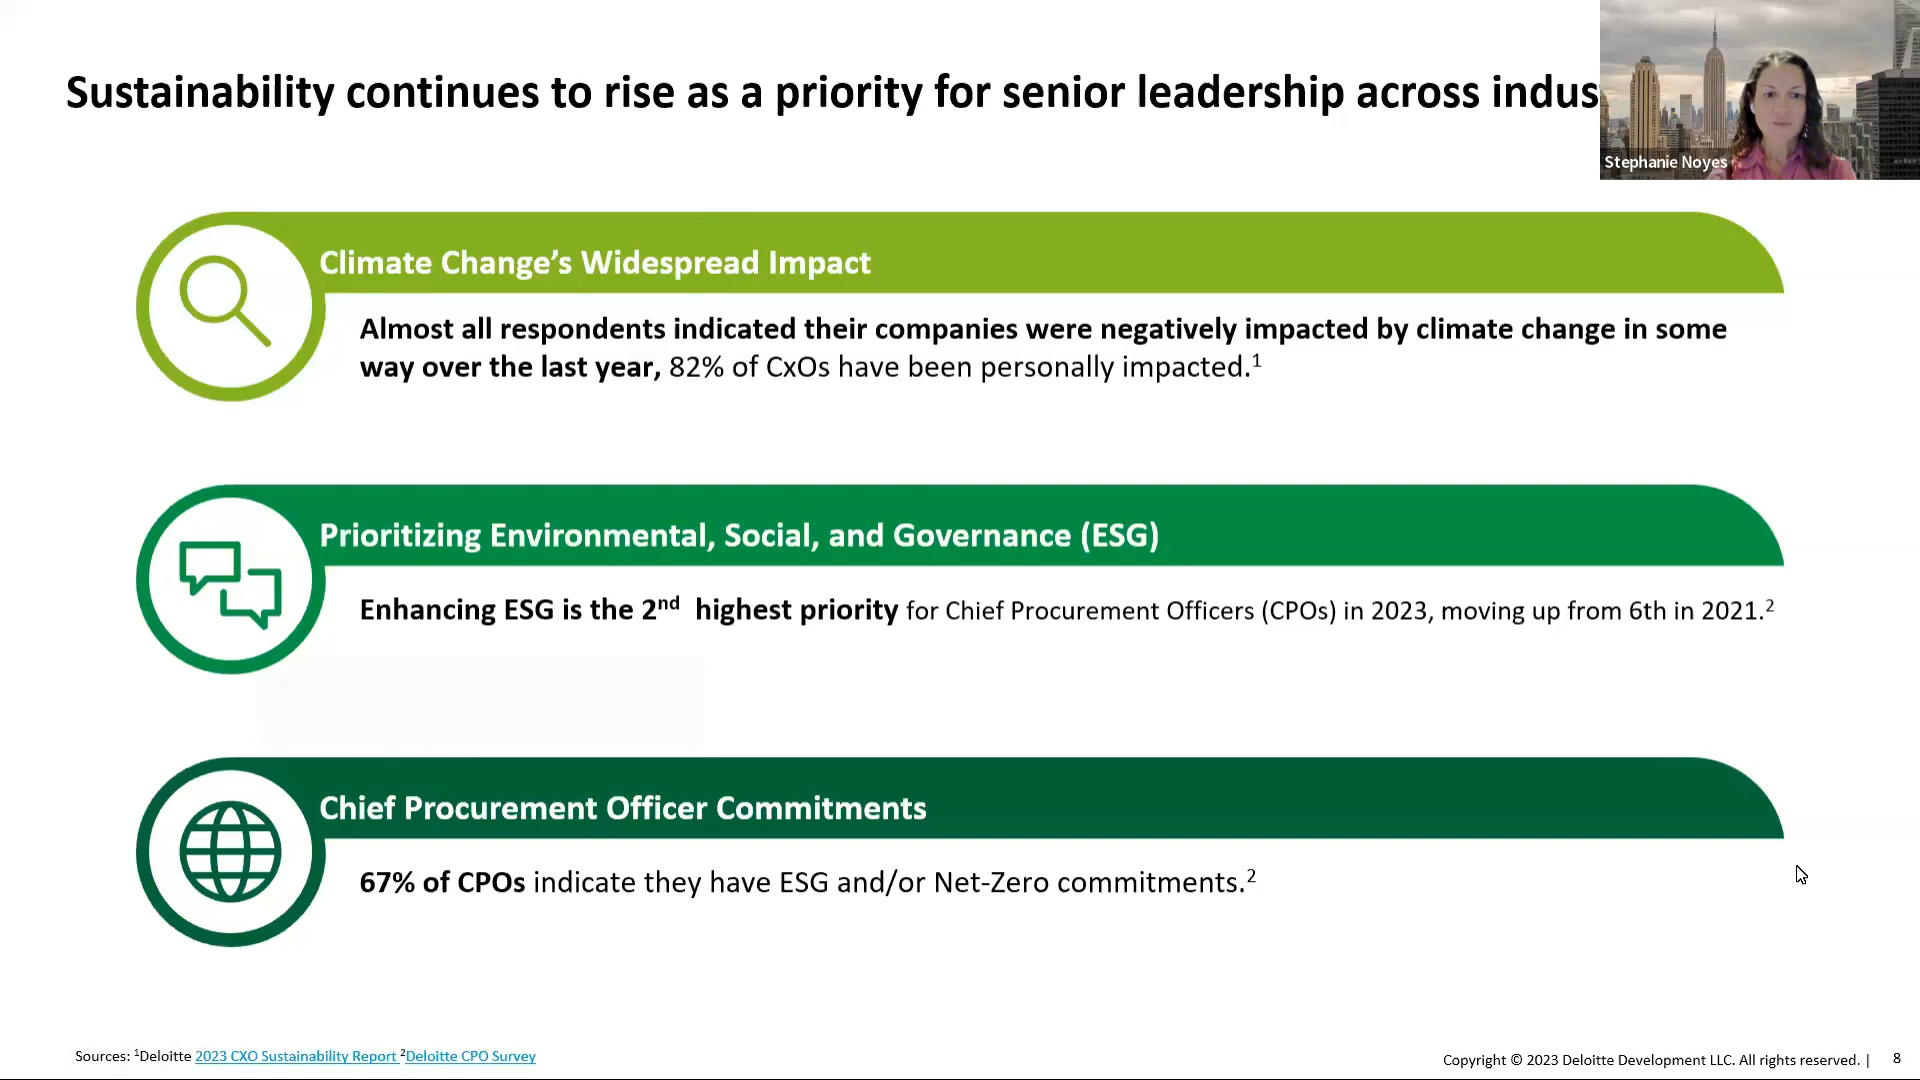 Sustainability continues to rise as a priority for senior leadership across indus
Stephanie Noyes
Climate Change’s Widespread Impact
Almost all respondents indicated their companies were negatively impacted by climate change in some
way over the last year, 82% of CxOs have been personally impacted.1
Prioritizing Environmental, Social, and Governance (ESG)
Enhancing ESG is the 2nd highest priority for Chief Procurement Officers (CPOs) in 2023, moving up from 6th in 2021.2
Chief Procurement Officer Commitments
67% of CPOs indicate they have ESG and/or Net-Zero commitments.2
Sources: 1Deloitte 2023 CXO Sustainability Report 2Deloitte CPO Survey
Copyright © 2023 Deloitte Development LLC. All rights reserved. | 8